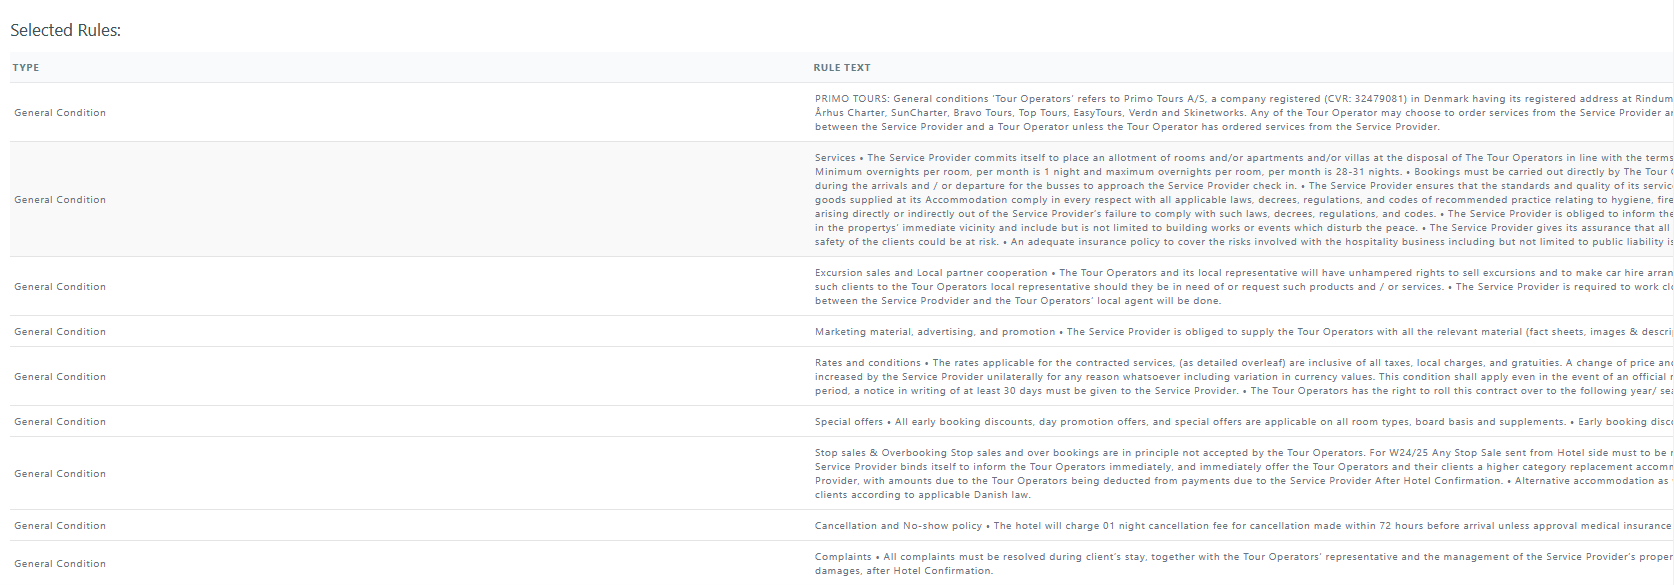 Selected Rules:
TYPE RULE TEXT
General Condition
PRIMO TOURS: General conditions 'Tour Operators' refers to Primo Tours A/S, a company registered (CVR: 32479081) in Denmark having its registered address at Rindum
Århus Charter, SunCharter, Bravo Tours, Top Tours, EasyTours, Verdn and Skinetworks. Any of the Tour Operator may choose to order services from the Service Provider
between the Service Provider and a Tour Operator unless the Tour Operator has ordered services from the Service Provider.
General Condition
Services • The Service Provider commits itself to place an allotment of rooms and/or apartments and/or villas at the disposal of The Tour Operators in line with the terms
Minimum overnights per room, per month is 1 night and maximum overnights per room, per month is 28-31 nights. • Bookings must be carried out directly by The Tour
during the arrivals and / or departure for the busses to approach the Service Provider check in. • The Service Provider ensures that the standards and quality of its
goods supplied at its Accommodation comply in every respect with all applicable laws, decrees, regulations, and codes of recommended practice relating to hygiene, fire
arising directly or indirectly out of the Service Provider's failure to comply with such laws, decrees, regulations, and codes. • The Service Provider is obliged to inform the
in the propertys' immediate vicinity and include but is not limited to building works or events which disturb the peace. • The Service Provider gives its assurance that all
safety of the clients could be at risk. • An adequate insurance policy to cover the risks involved with the hospitality business including but not limited to public liability
General Condition
Excursion sales and Local partner cooperation • The Tour Operators and its local representative will have unhampered rights to sell excursions and to make car hire
such clients to the Tour Operators local representative should they be in need of or request such products and / or services. • The Service Provider is required to work
between the Service Prodvider and the Tour Operators' local agent will be done.
General Condition
Marketing material, advertising, and promotion • The Service Provider is obliged to supply the Tour Operators with all the relevant material (fact sheets, images &
General Condition
Rates and conditions • The rates applicable for the contracted services, (as detailed overleaf) are inclusive of all taxes, local charges, and gratuities. A change of price
increased by the Service Provider unilaterally for any reason whatsoever including variation in currency values. This condition shall apply even in the event of an official
period, a notice in writing of at least 30 days must be given to the Service Provider. • The Tour Operators has the right to roll this contract over to the following year/
General Condition
Special offers • All early booking discounts, day promotion offers, and special offers are applicable on all room types, board basis and supplements. • Early booking
General Condition
Stop sales & Overbooking Stop sales and over bookings are in principle not accepted by the Tour Operators. For W24/25 Any Stop Sale sent from Hotel side must to be
Service Provider binds itself to inform the Tour Operators immediately, and immediately offer the Tour Operators and their clients a higher category replacement
Provider, with amounts due to the Tour Operators being deducted from payments due to the Service Provider After Hotel Confirmation. • Alternative accommodation as
clients according to applicable Danish law.
General Condition
Cancellation and No-show policy • The hotel will charge 01 night cancellation fee for cancellation made within 72 hours before arrival unless approval medical insurance
General Condition
Complaints • All complaints must be resolved during client's stay, together with the Tour Operators' representative and the management of the Service Provider's
damages, after Hotel Confirmation.